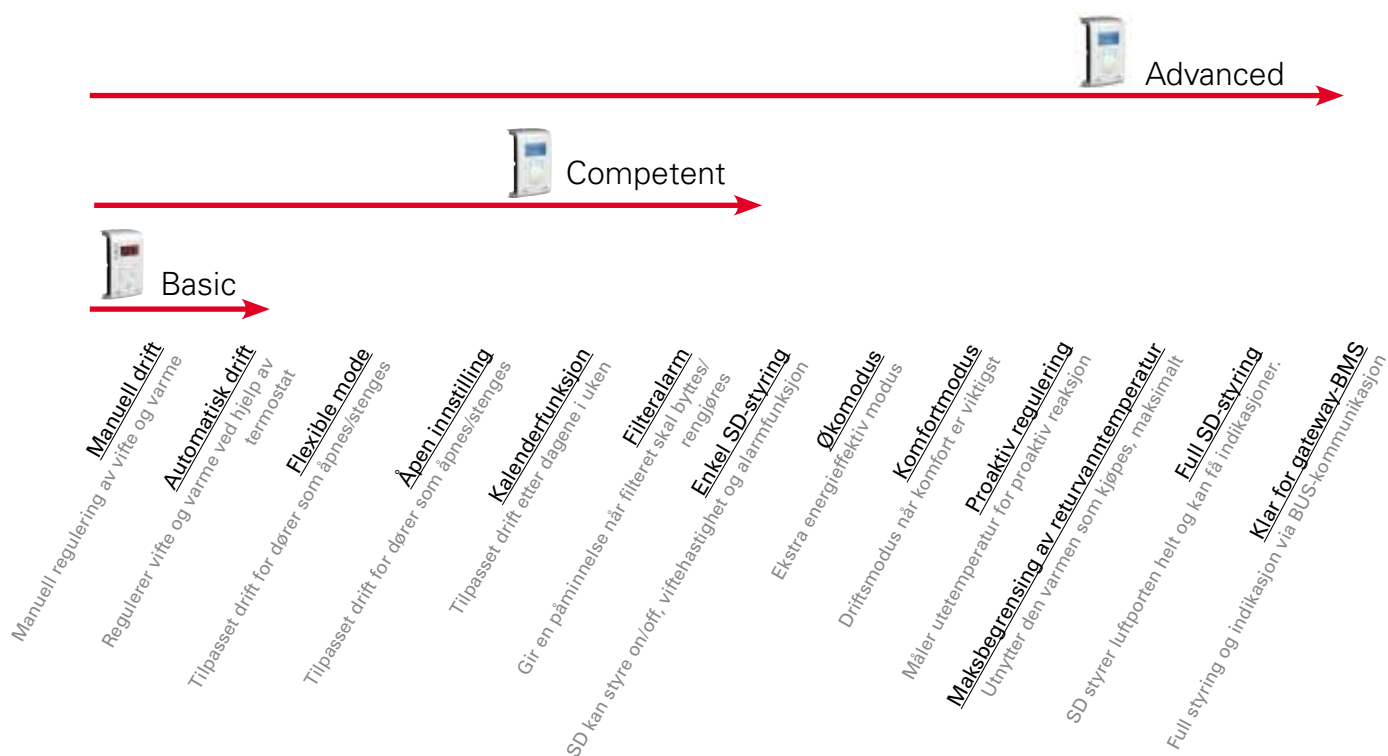 Advanced
Competent
Basic
Manuell drift
Manuell regulering av vifte og varme
Automatisk drift
Regulerer vifte og varme ved hjelp av
termostat
Flexible mode
Tilpasset drift for dører som åpnes/stenges
Åpen innstilling
Tilpasset drift for dører som åpnes/stenges
Kalenderfunksjon
Tilpasset drift etter dagene i uken
Filteralarm
Gir en påminnelse når filteret skal byttes/
rengjøres
Enkel SD-styring
SD kan styre on/off, viftehastighet og alarmfunksjon
Økomodus
Ekstra energieffektiv modus
Komfortmodus
Driftsmodus når komfort er viktigst
Proaktiv regulering
Måler utetemperatur for proaktiv reaksjon
Maksbegrensing av returvanntemperatur
Utnytter den varmen som kjøpes, maksimalt
Full SD-styring
SD styrer luftporten helt og kan få indikasjoner.
Klar for gateway-BMS
Full styring og indikasjon via BUS-kommunikasjon